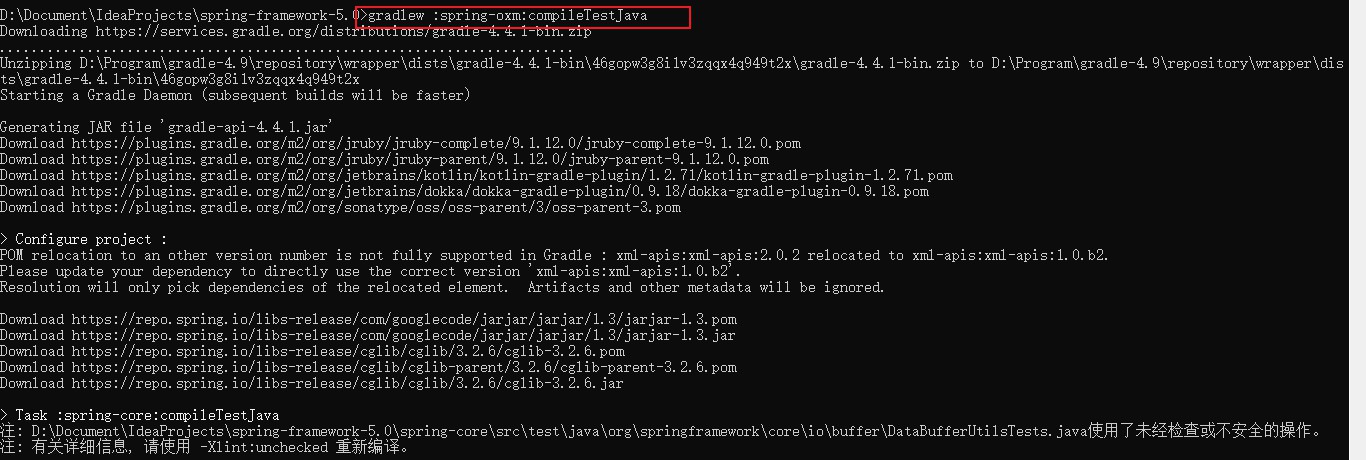 D:\Document\IdeaProjects\spring-framework-5.0>gradlew :spring-oxm:compileTestJava
Downloading https://services.gradle.org/distributions/gradle-4.4.1-bin.zip
........................................................................
Unzipping D:\Program\gradle-4.9\repository\wrapper\dists\gradle-4.4.1-bin\46gopw3g8i1v3zqqx4q949t2x\gradle-4.4.1-bin.zip to D:\Program\gradle-4.9\repository\wrapper\dis
ts\gradle-4.4.1-bin\46gopw3g8i1v3zqqx4q949t2x
Starting a Gradle Daemon (subsequent builds will be faster)
Generating JAR file 'gradle-api-4.4.1.jar'
Download https://plugins.gradle.org/m2/org/jruby/jruby-complete/9.1.12.0/jruby-complete-9.1.12.0.pom
Download https://plugins.gradle.org/m2/org/jruby/jruby-parent/9.1.12.0/jruby-parent-9.1.12.0.pom
Download https://plugins.gradle.org/m2/org/jetbrains/kotlin/kotlin-gradle-plugin/1.2.71/kotlin-gradle-plugin-1.2.71.pom
Download https://plugins.gradle.org/m2/org/jetbrains/dokka/dokka-gradle-plugin/0.9.18/dokka-gradle-plugin-0.9.18.pom
Download https://plugins.gradle.org/m2/org/sonatype/oss/oss-parent/3/oss-parent-3.pom
> Configure project :
POM relocation to an other version number is not fully supported in Gradle : xml-apis:xml-apis:2.0.2 relocated to xml-apis:xml-apis:1.0.b2.
Please update your dependency to directly use the correct version 'xml-apis:xml-apis:1.0.b2'.
Resolution will only pick dependencies of the relocated element.  Artifacts and other metadata will be ignored.
Download https://repo.spring.io/libs-release/com/googlecode/jarjar/jarjar/1.3/jarjar-1.3.pom
Download https://repo.spring.io/libs-release/com/googlecode/jarjar/jarjar/1.3/jarjar-1.3.jar
Download https://repo.spring.io/libs-release/cglib/cglib/3.2.6/cglib-3.2.6.pom
Download https://repo.spring.io/libs-release/cglib/cglib-parent/3.2.6/cglib-parent-3.2.6.pom
Download https://repo.spring.io/libs-release/cglib/cglib/3.2.6/cglib-3.2.6.jar
> Task :spring-core:compileTestJava
注: D:\Document\IdeaProjects\spring-framework-5.0\spring-core\src\test\java\org\springframework\core\io\buffer\DataBufferUtilsTests.java使用了未经检查或不安全的操作。
注: 有关详细信息, 请使用 -Xlint:unchecked 重新编译。